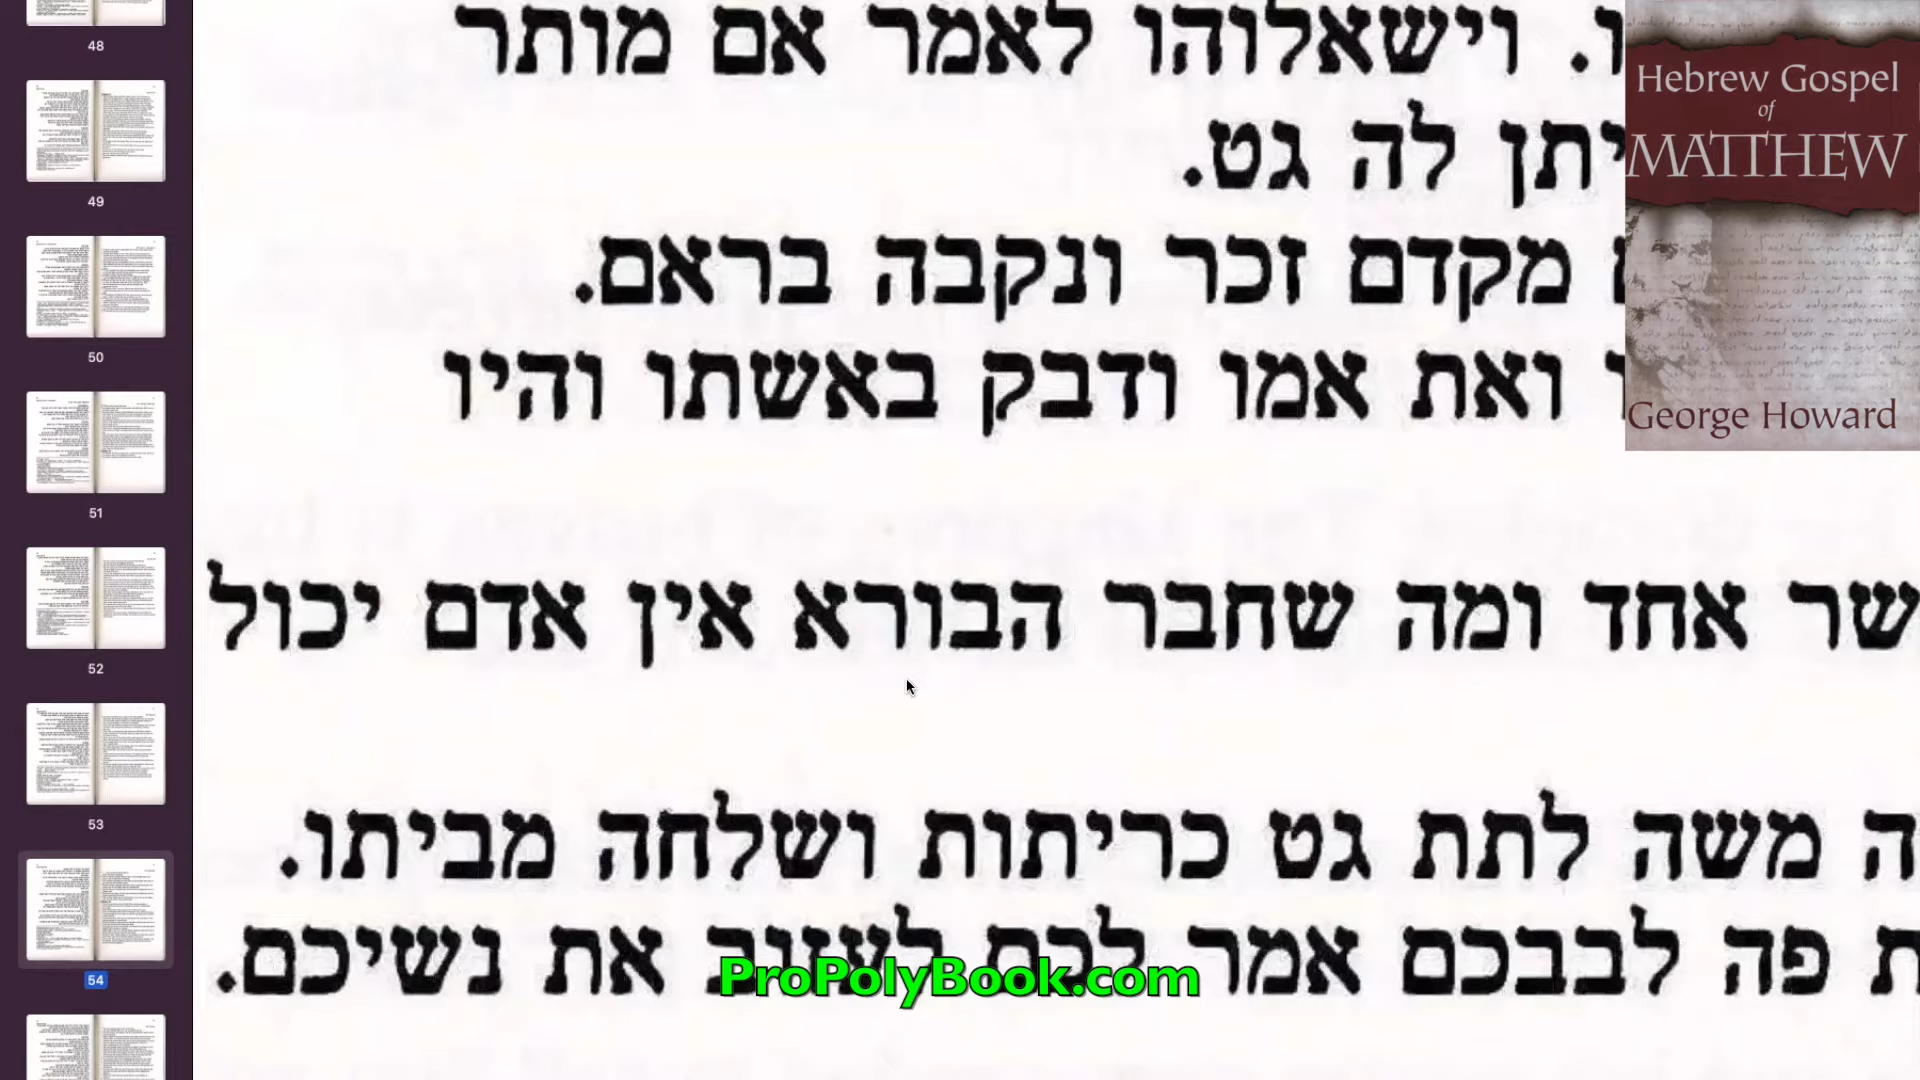 48
49
50
51
52
53
54
ו. וישאלוהו לאמר אם מותר
יתן לה גט.
מקדם זכר ונקבה בראם.
ואת אמו ודבק באשתו והיו
שר אחד ומה שחבר הבורא אין אדם יכול
ה משה לתת גט כריתות ושלחה מביתו.
ת פה לבבכם אמר לכם לעזוב את נשיכם.
Hebrew Gospel
of
MATTHEW
George Howard
ProPolyBook.com